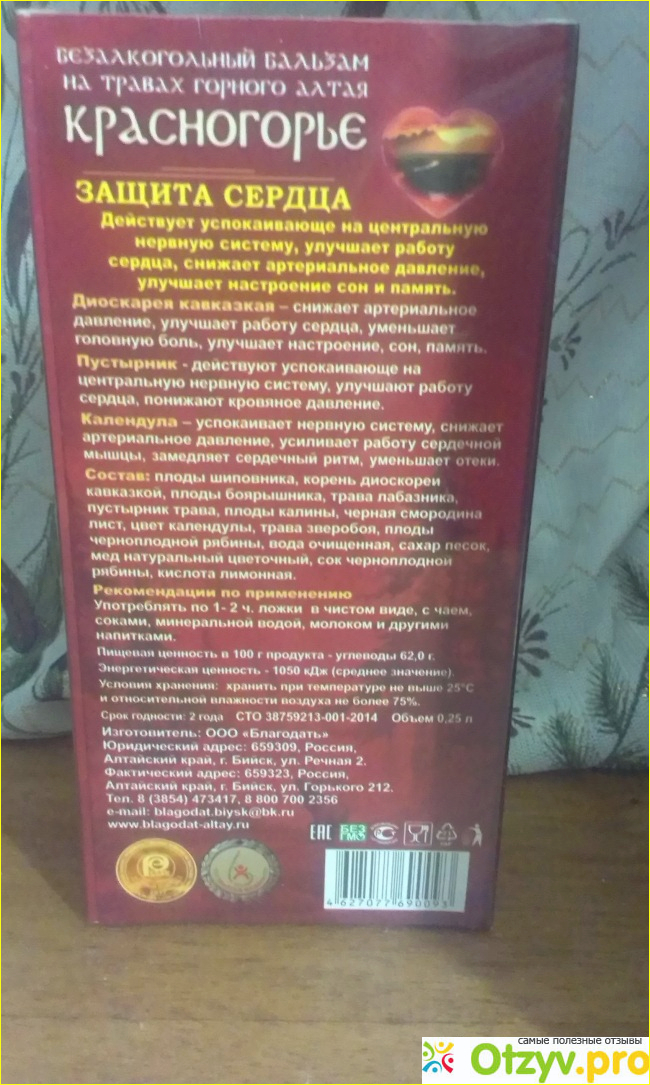 БЕЗАЛКОГОЛЬНЫЙ БАЛЬЗАМ
НА ТРАВАХ ГОРНОГО АЛТАЯ
КРАСНОГОРЬЕ
ЗАЩИТА СЕРДЦА
Действует успокаивающе на центральную
нервную систему, улучшает работу
сердца, снижает артериальное давление,
улучшает настроение сон и память.
Диоскарея кавказкая – снижает артериальное
давление, улучшает работу сердца, уменьшает
головную боль, улучшает настроение, сон, память.
Пустырник - действуют успокаивающе на
центральную нервную систему, улучшают работу
сердца, понижают кровяное давление.
Календула – успокаивает нервную систему, снижает
артериальное давление, усиливает работу сердечной
мышцы, замедляет сердечный ритм, уменьшает отеки.
Состав: плоды шиповника, корень диоскореи
кавказкой, плоды боярышника, трава лабазника,
пустырник трава, плоды калины, черная смородина
лист, цвет календулы, трава зверобоя, плоды
черноплодной рябины, вода очищенная, сахар песок,
мед натуральный цветочный, сок черноплодной
рябины, кислота лимонная.
Рекомендации по применению
Употреблять по 1- 2 ч. ложки в чистом виде, с чаем,
соками, минеральной водой, молоком и другими
напитками.
Пищевая ценность в 100 г продукта - углеводы 62,0 г.
Энергетическая ценность - 1050 кДж (среднее значение).
Условия хранения: хранить при температуре не выше 25°С
и относительной влажности воздуха не более 75%.
Срок годности: 2 года СТО 38759213-001-2014 Объем 0,25 л
Изготовитель: ООО «Благодать»
Юридический адрес: 659309, Россия,
Алтайский край, г. Бийск, ул. Речная 2.
Фактический адрес: 659323, Россия,
Алтайский край, г. Бийск, ул. Горького 212.
Тел. 8 (3854) 473417, 8 800 700 2356
e-mail: blagodat.biysk@bk.ru
www.blagodat-altay.ru
ЕАС БЕЗ ГМО
4 627077 690093
самые полезные отзывы
Otzyv.pro